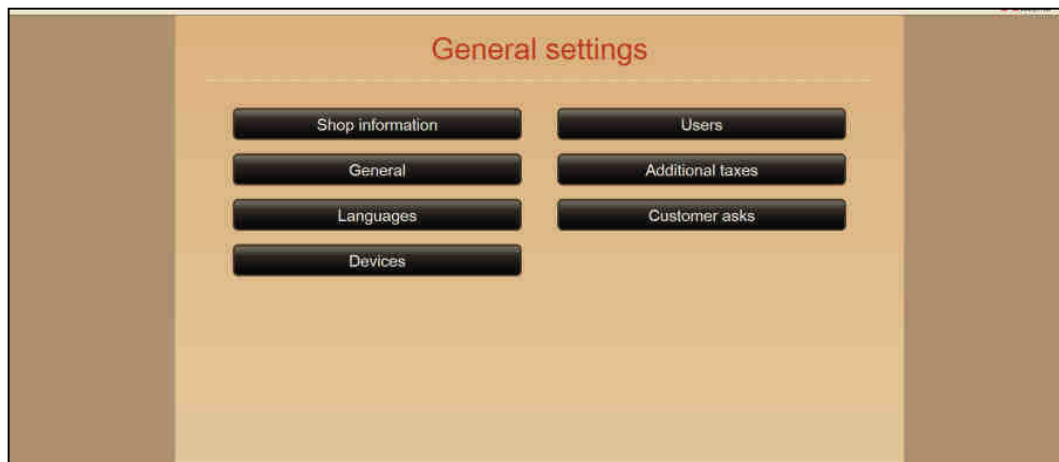 General settings
Shop information
Users
General
Additional taxes
Languages
Customer asks
Devices